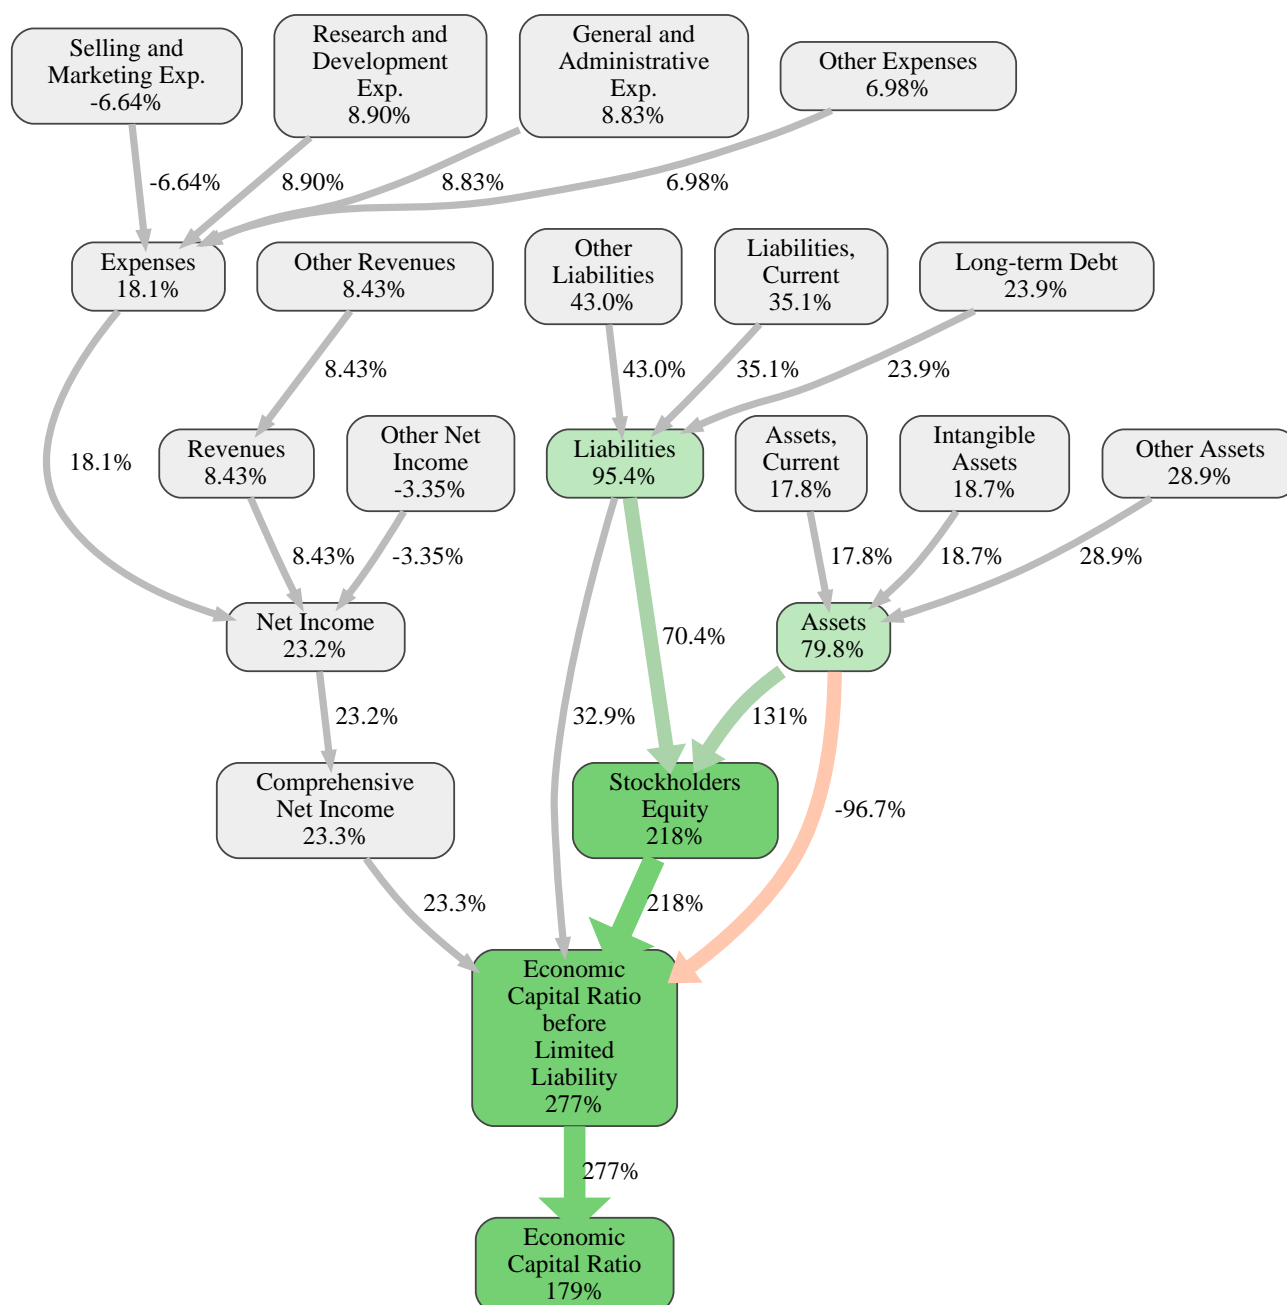 Selling and
Marketing Exp.
-6.64%
Research and
Development
Exp.
8.90%
General and
Administrative
Exp.
8.83%
Other Expenses
6.98%
-6.64%
8.90%
8.83%
6.98%
Expenses
18.1%
Other Revenues
8.43%
Other
Liabilities
43.0%
Liabilities,
Current
35.1%
Long-term Debt
23.9%
8.43%
43.0%
35.1%
23.9%
18.1%
Revenues
8.43%
Other Net
Income
-3.35%
Liabilities
95.4%
Assets,
Current
17.8%
Intangible
Assets
18.7%
Other Assets
28.9%
8.43%
-3.35%
17.8%
18.7%
28.9%
Net Income
23.2%
70.4%
Assets
79.8%
23.2%
32.9%
131%
Comprehensive
Net Income
23.3%
Stockholders
Equity
218%
-96.7%
23.3%
218%
Economic
Capital Ratio
before
Limited
Liability
277%
277%
Economic
Capital Ratio
179%